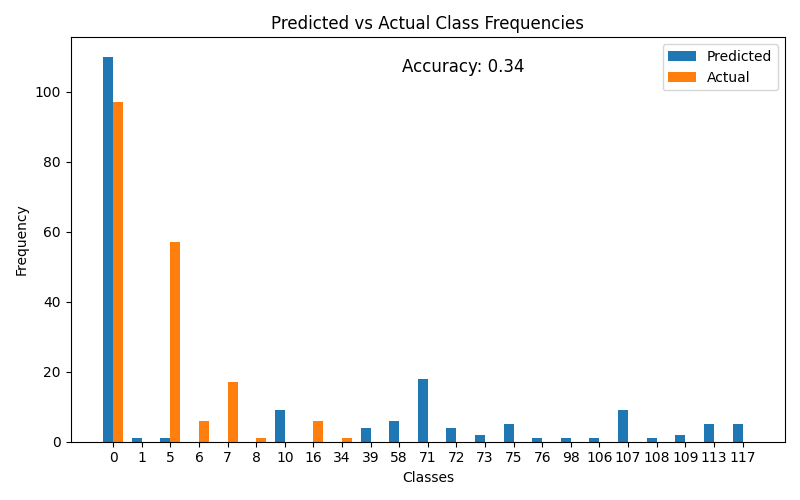 Predicted vs Actual Class Frequencies
Accuracy: 0.34
Predicted
Actual
Frequency
100
80
60
40
20
0
0 1 5 6 7 8 10 16 34 39 58 71 72 73 75 76 98 106 107 108 109 113 117
Classes